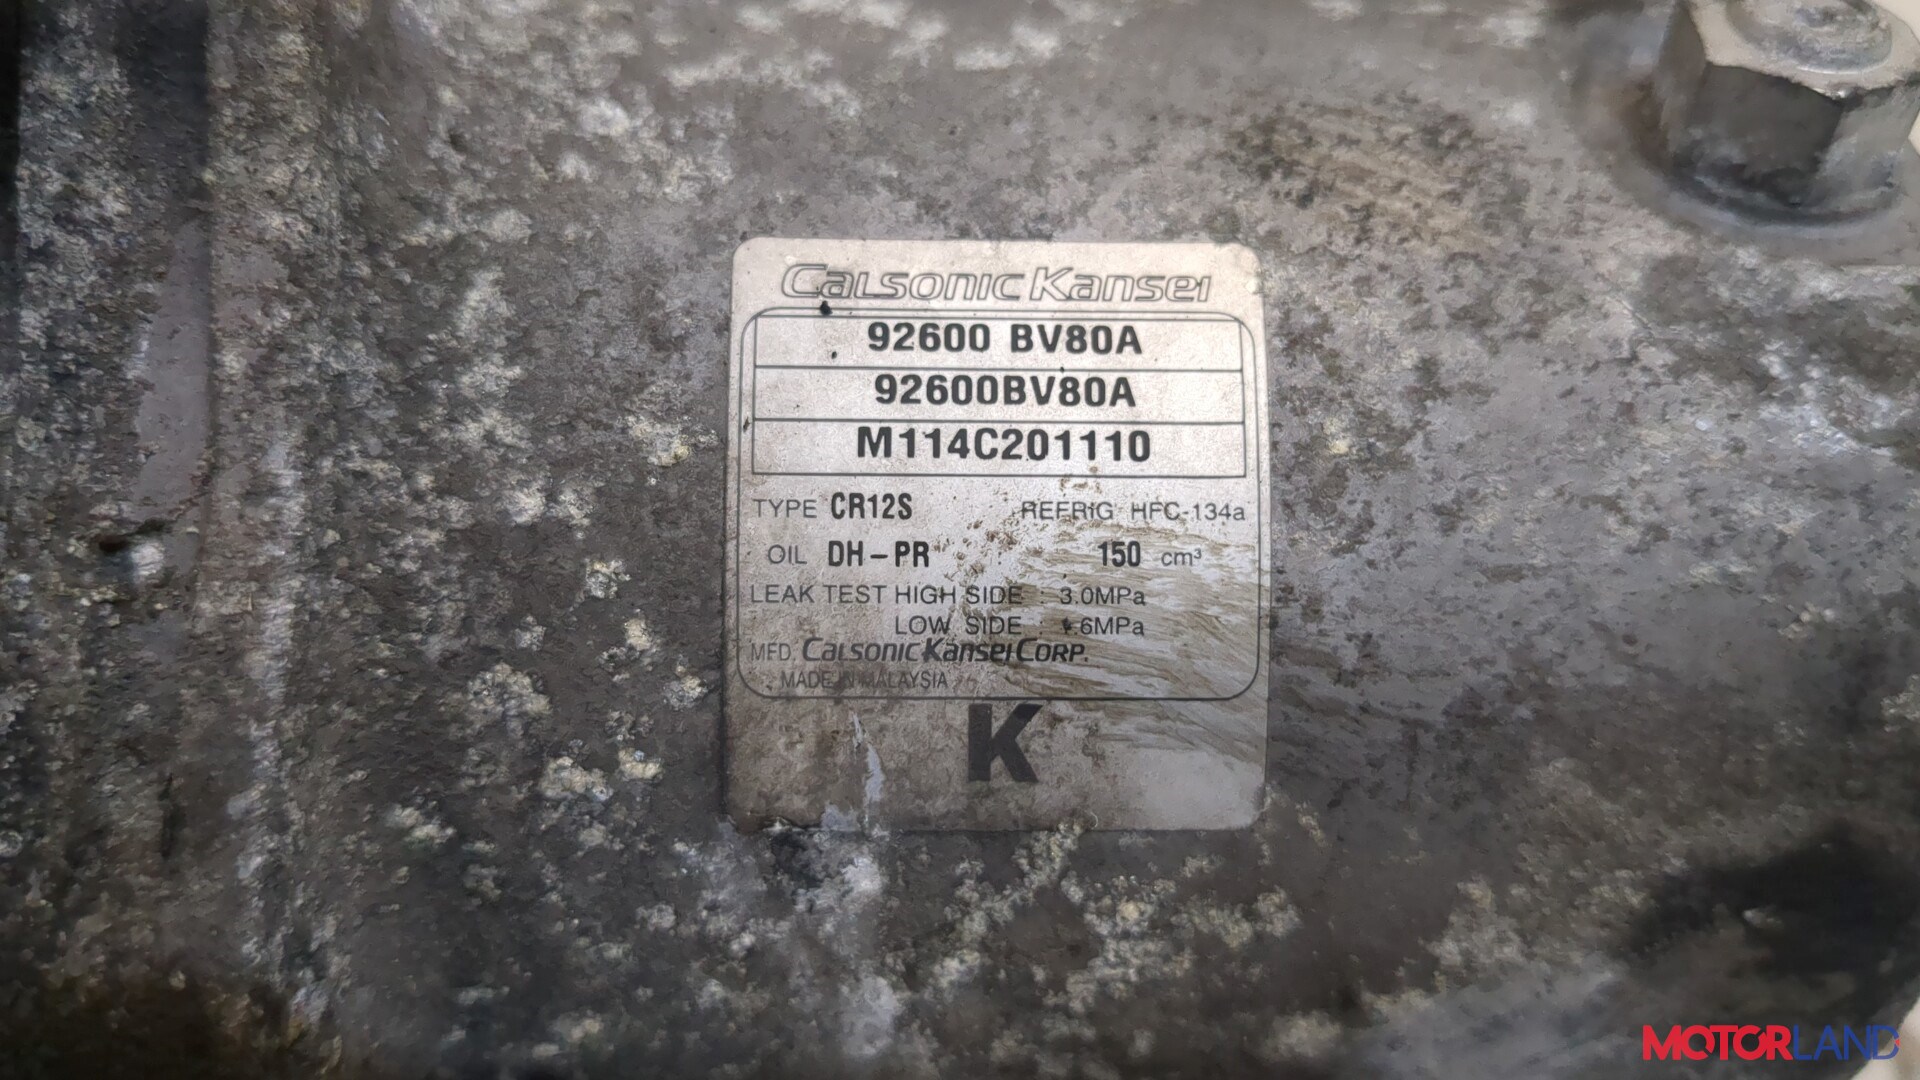 Calsonic Kansei
92600 BV80A
92600BV80A
M114C201110
TYPE CR12S REFRIG HFC-134a
OIL DH-PR 150 cm³
LEAK TEST HIGH SIDE : 3.0MPa
LOW SIDE : 6MPa
MFD. Calsonic Kansei Corp.
MADE IN MALAYSIA
K
MOTORLAND